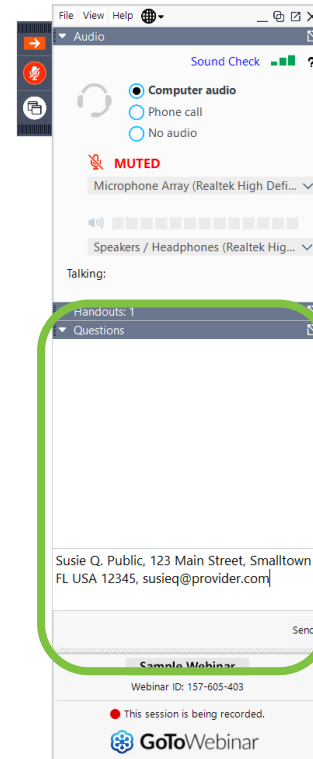 File View Help
Audio
Sound Check ?
Computer audio
Phone call
No audio
MUTED
Microphone Array (Realtek High Defi...
Speakers / Headphones (Realtek Hig...
Talking:
Handouts: 1
Questions
Susie Q. Public, 123 Main Street, Smalltown
FL USA 12345, susieq@provider.com
Send
Sample Webinar
Webinar ID: 157-605-403
This session is being recorded.
GoToWebinar